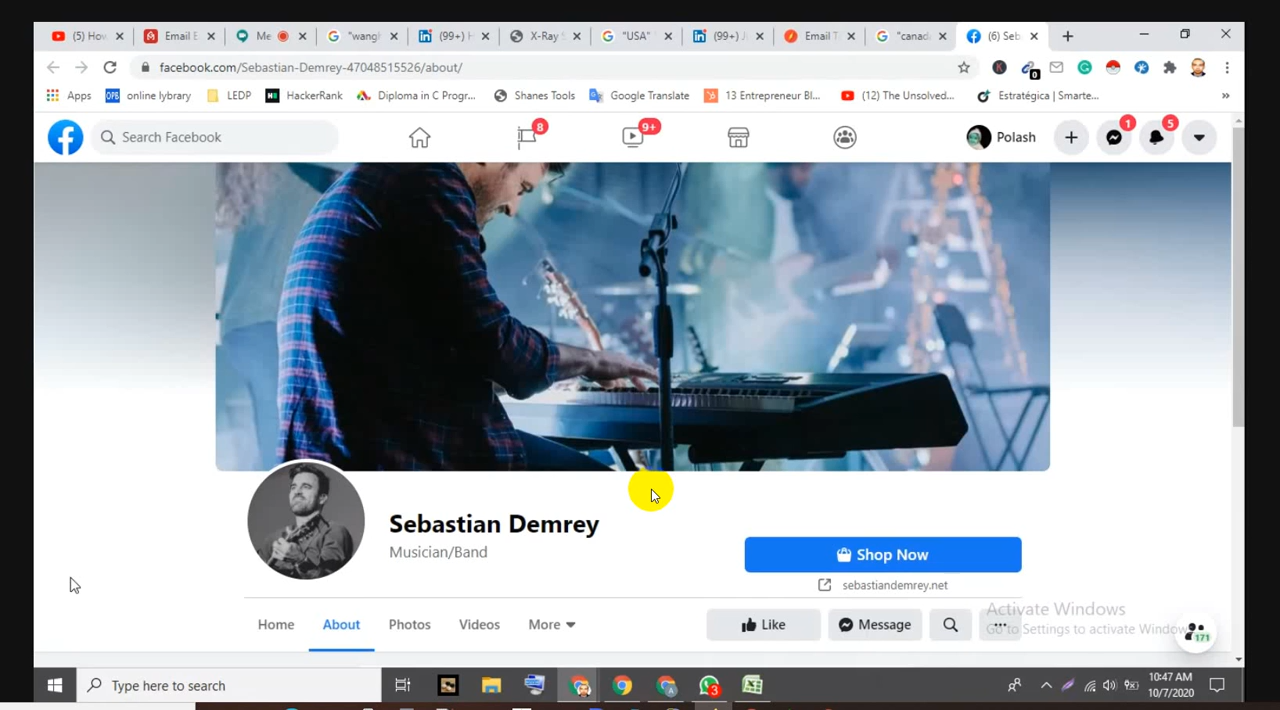 (5) Hov
Email E
Me
"wangl
(99+) H
X-Ray S
"USA"
(99+) J
Email T
"canad
(6) Seb
facebook.com/Sebastian-Demrey-47048515526/about/
0
Apps
online lybrary
LEDP
HackerRank
Diploma in C Progr...
Shanes Tools
Google Translate
13 Entrepreneur Bl...
(12) The Unsolved...
Estratégica | Smarte...
»
Search Facebook
8
9+
Polash
1
5
Sebastian Demrey
Musician/Band
Shop Now
sebastiandemrey.net
Home
About
Photos
Videos
More
Like
Message
...
Activate Windows
Go to Settings to activate Windows
171
Type here to search
3
10:47 AM
10/7/2020